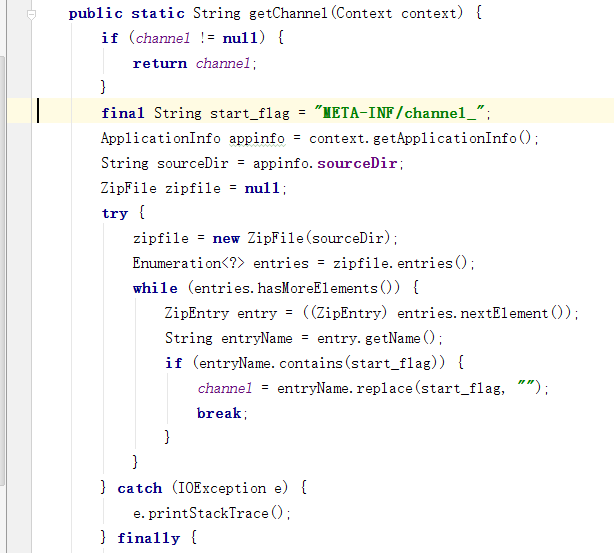 public static String getChannel(Context context) {
if (channel != null) {
return channel;
}
final String start_flag = "META-INF/channel_";
ApplicationInfo appinfo = context.getApplicationInfo();
String sourceDir = appinfo.sourceDir;
ZipFile zipfile = null;
try {
zipfile = new ZipFile(sourceDir);
Enumeration<?> entries = zipfile.entries();
while (entries.hasMoreElements()) {
ZipEntry entry = ((ZipEntry) entries.nextElement());
String entryName = entry.getName();
if (entryName.contains(start_flag)) {
channel = entryName.replace(start_flag, "");
break;
}
}
} catch (IOException e) {
e.printStackTrace();
} finally {